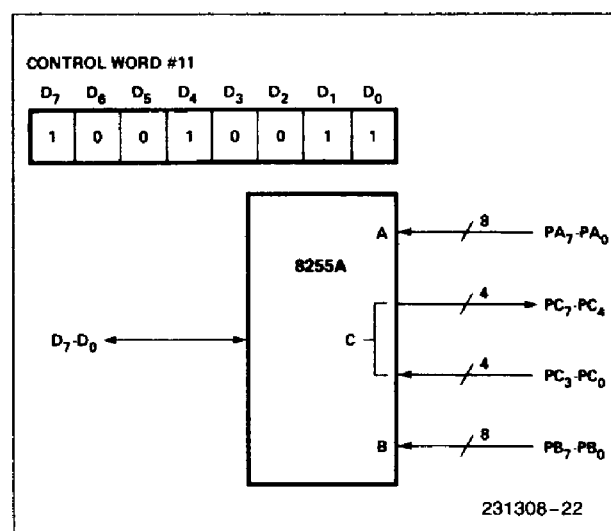 CONTROL WORD #11
D7 D6 D5 D4 D3 D2 D1 D0
1 0 0 1 0 0 1 1
A 8 PA7-PA0
8255A
4 PC7-PC4
D7-D0 C
4 PC3-PC0
B 8 PB7-PB0
231308-22